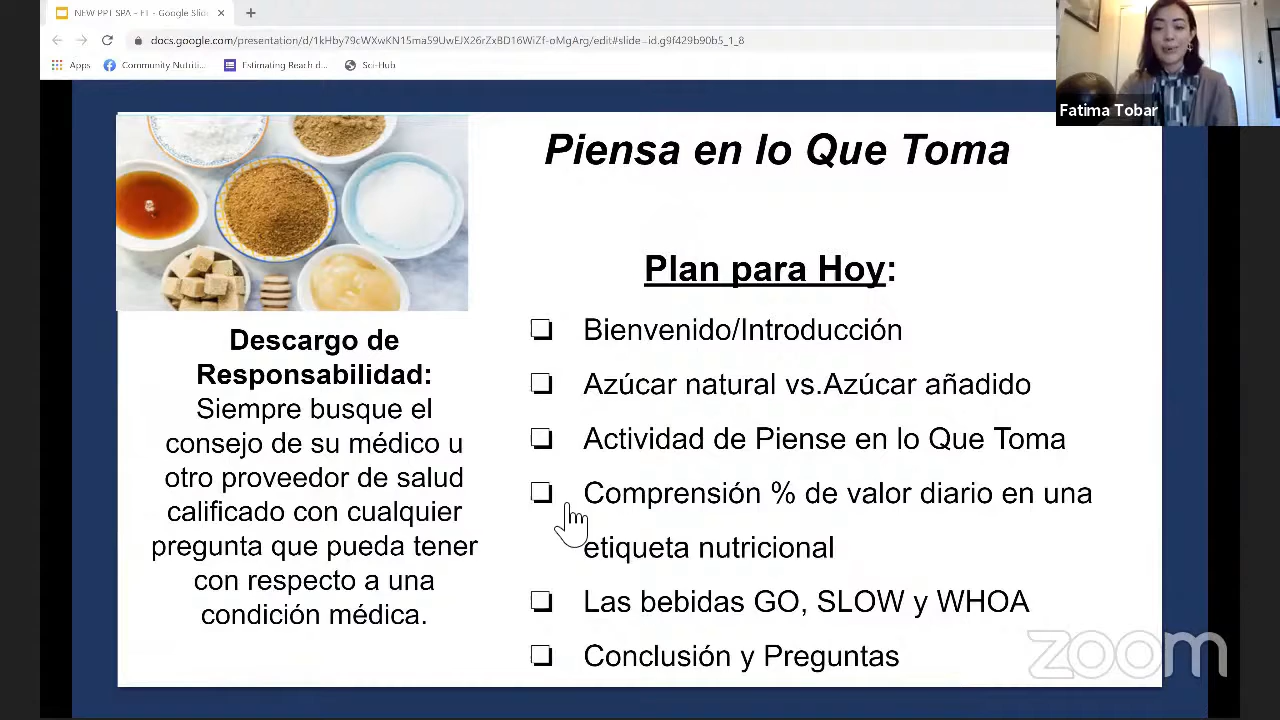 NEW PPT SPA - FT - Google Slide
docs.google.com/presentation/d/1kHby79cWXwKN15ma59UwEJX26tZxBD16WiZf-oMgArg/edit#slide=id.g9f429b90b5_1_8
Apps
Community Nutriti...
Estimating Reach d...
Sci-Hub
Fatima Tobar
Piensa en lo Que Toma
Descargo de
Responsabilidad:
Siempre busque el
consejo de su médico u
otro proveedor de salud
calificado con cualquier
pregunta que pueda tener
con respecto a una
condición médica.
Plan para Hoy:
❏ Bienvenido/Introducción
❏ Azúcar natural vs.Azúcar añadido
❏ Actividad de Piense en lo Que Toma
❏ Comprensión % de valor diario en una
etiqueta nutricional
❏ Las bebidas GO, SLOW y WHOA
❏ Conclusión y Preguntas
zoom